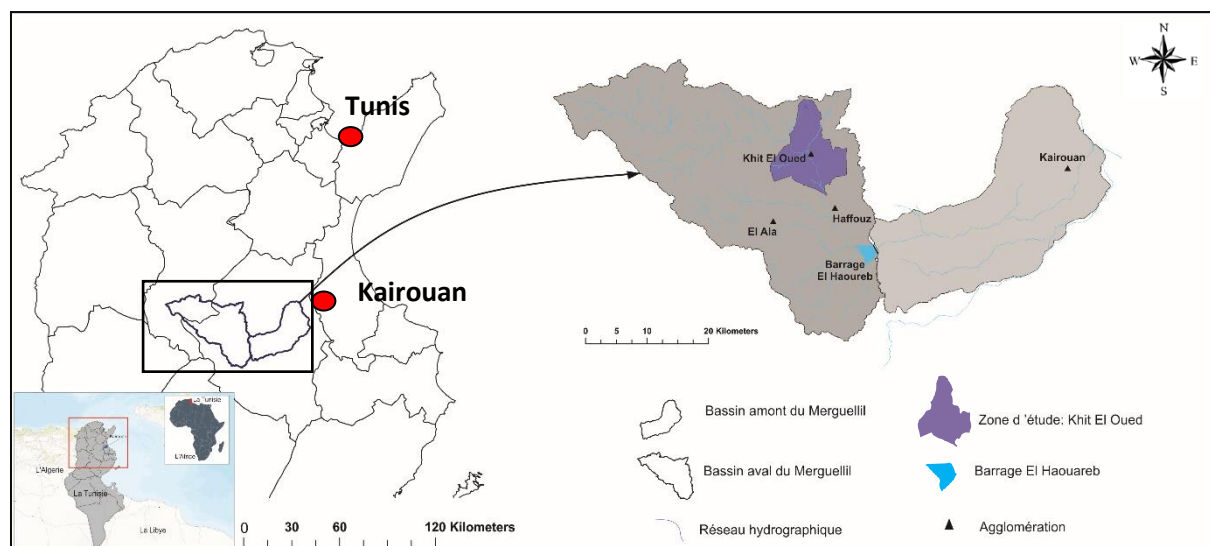 Tunis
Kairouan
N
W E
S
Khit El Oued
Kairouan
Haffouz
El Ala
Barrage
El Haoureb
0 5 10 20 Kilometers
La Tunisie
L'Algerie
La Tunisie
La Libye
0 30 60 120 Kilometers
Bassin amont du Merguellil
Bassin aval du Merguellil
Réseau hydrographique
Zone d 'étude: Khit El Oued
Barrage El Haouareb
Agglomération